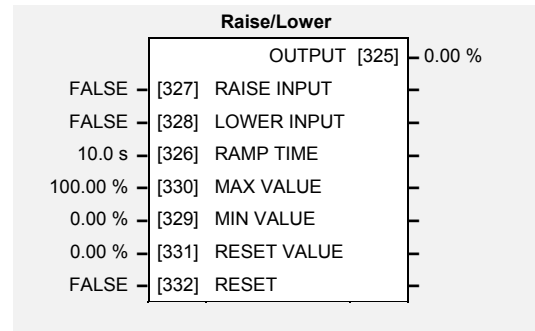 Raise/Lower
OUTPUT [325] 0.00 %
FALSE [327] RAISE INPUT
FALSE [328] LOWER INPUT
10.0 s [326] RAMP TIME
100.00 % [330] MAX VALUE
0.00 % [329] MIN VALUE
0.00 % [331] RESET VALUE
FALSE [332] RESET